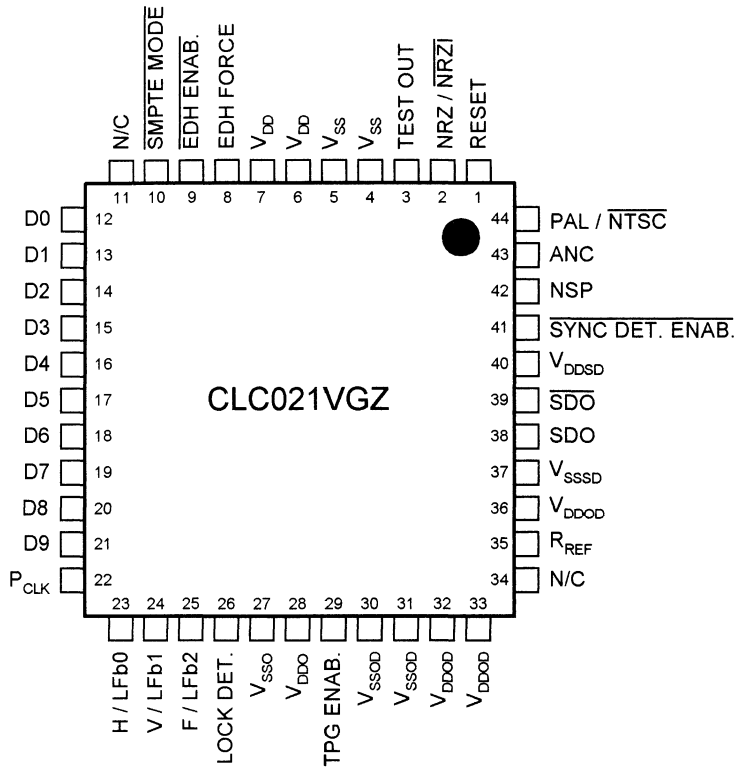 N/C
SMPTE MODE
EDH ENAB.
EDH FORCE
VDD
VDD
VSS
VSS
TEST OUT
NRZ / NRZI
RESET
11 10 9 8 7 6 5 4 3 2 1
D0 12
D1 13
D2 14
D3 15
D4 16
D5 17
D6 18
D7 19
D8 20
D9 21
PCLK 22
CLC021VGZ
44 PAL / NTSC
43 ANC
42 NSP
41 SYNC DET. ENAB.
40 VDDSD
39 SDO
38 SDO
37 VSSSD
36 VDDOD
35 RREF
34 N/C
23 24 25 26 27 28 29 30 31 32 33
H / LFb0
V / LFb1
F / LFb2
LOCK DET.
VSSO
VDDO
TPG ENAB.
VSSOD
VSSOD
VDDOD
VDDOD